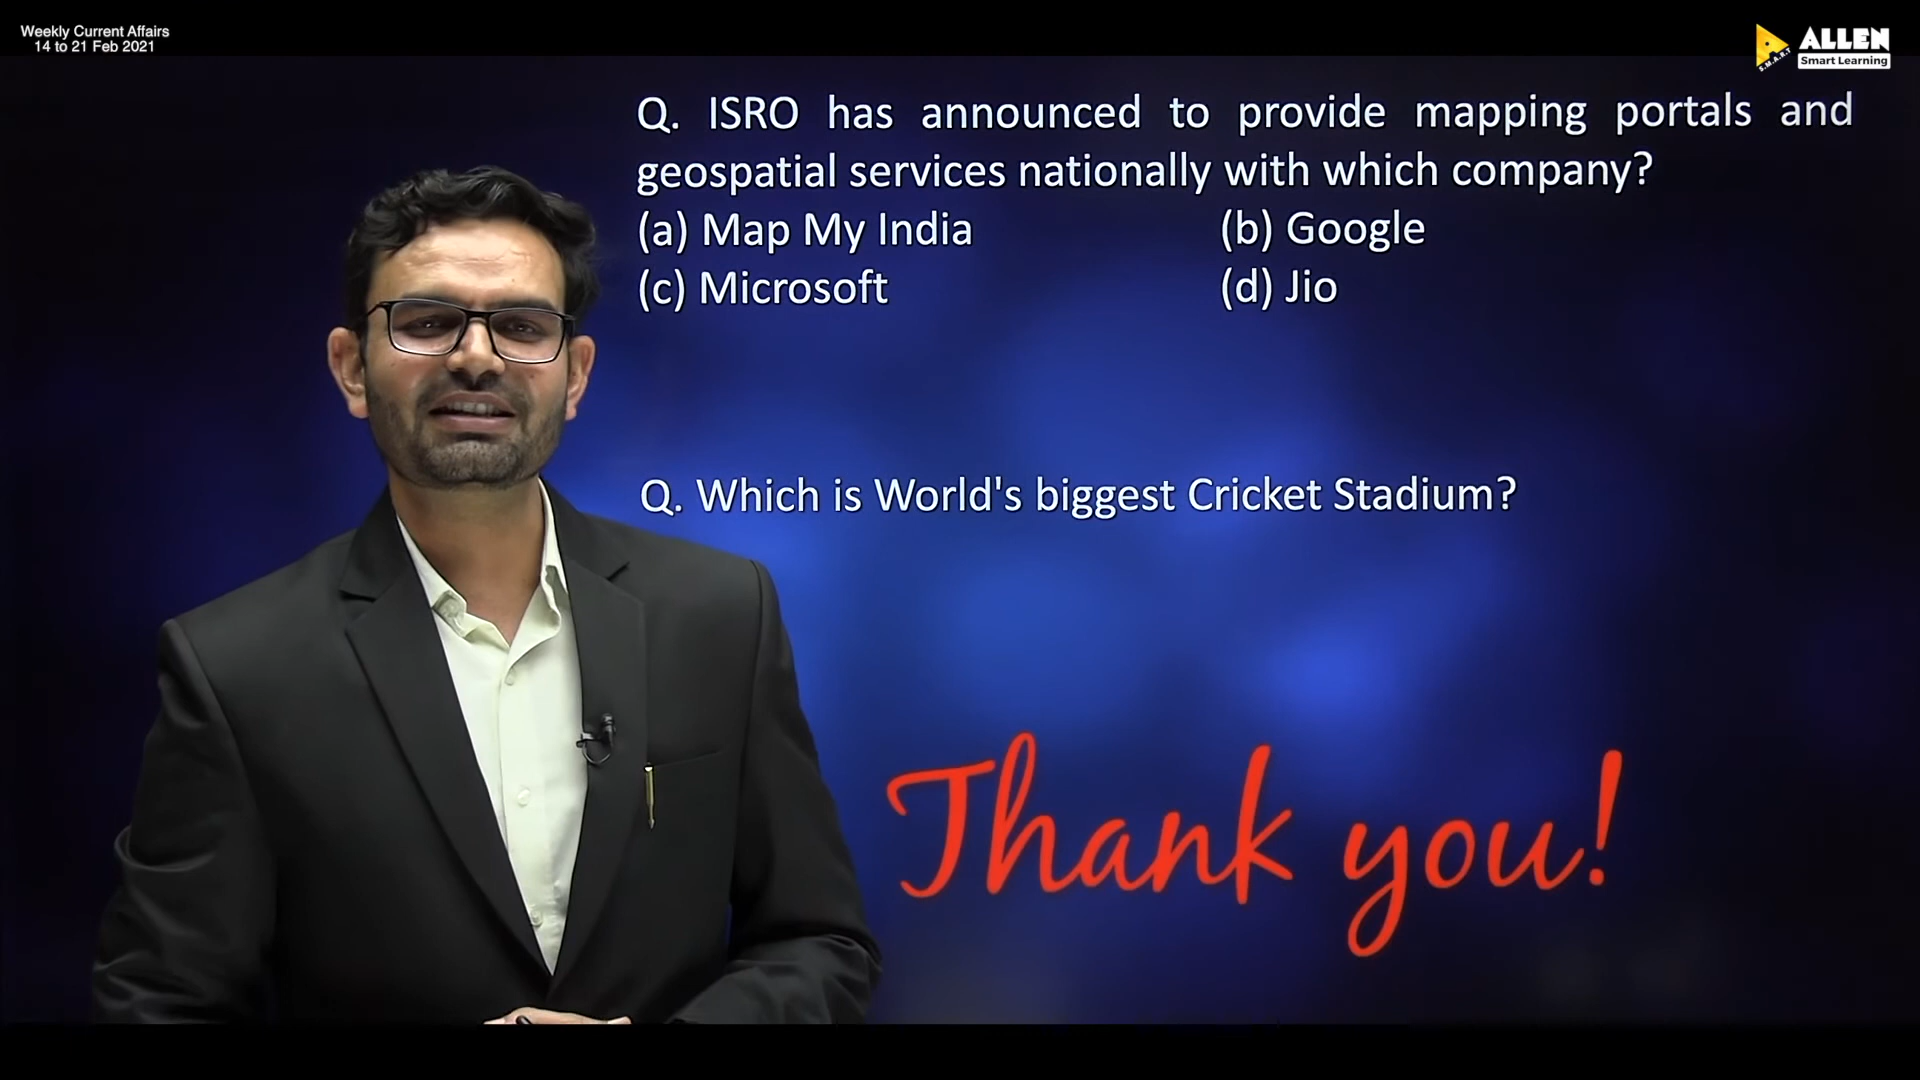 Weekly Current Affairs
14 to 21 Feb 2021
S.M.A.R.T
ALLEN
Smart Learning
Q. ISRO has announced to provide mapping portals and
geospatial services nationally with which company?
(a) Map My India (b) Google
(c) Microsoft (d) Jio
Q. Which is World's biggest Cricket Stadium?
Thank you!